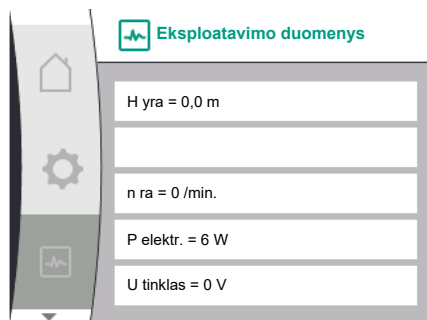 Eksploatavimo duomenys
H yra = 0,0 m
n ra = 0 /min.
P elektr. = 6 W
U tinklas = 0 V